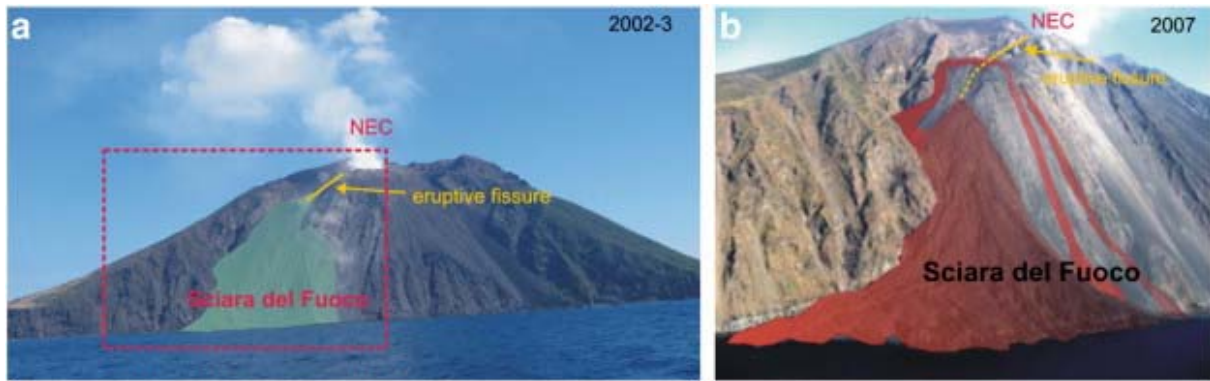 a
2002-3
NEC
eruptive fissure
Sciara del Fuoco
b
NEC
2007
eruptive fissure
Sciara del Fuoco